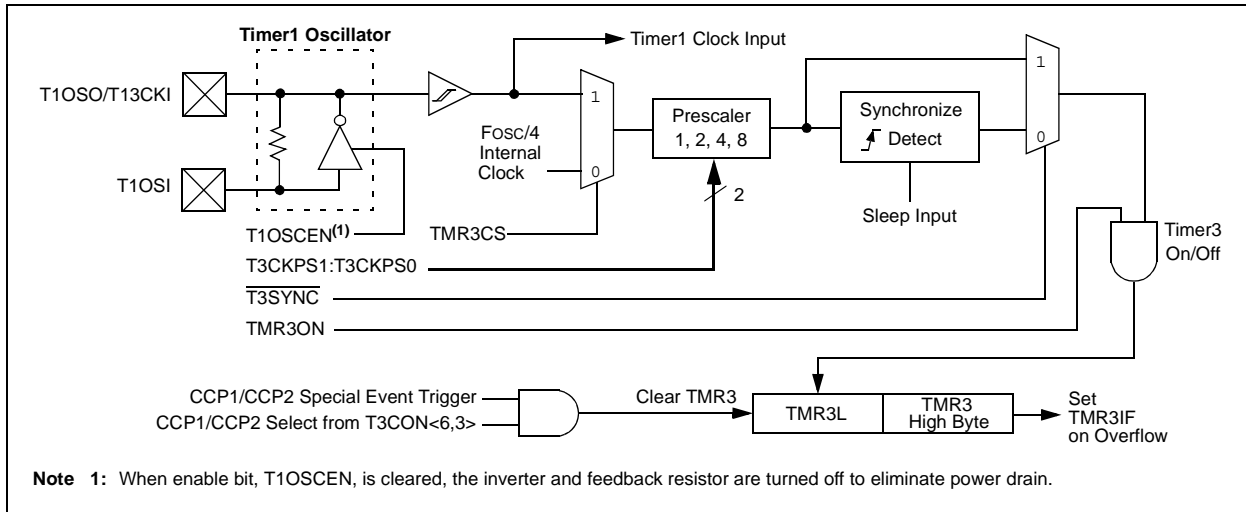 Timer1 Oscillator
Timer1 Clock Input
T1OSO/T13CKI
1
1
Prescaler
1, 2, 4, 8
Synchronize
Detect
FOSC/4
Internal
Clock
0
0
T1OSI
2
Sleep Input
T1OSCEN(1)
TMR3CS
Timer3
On/Off
T3CKPS1:T3CKPS0
T3SYNC
TMR3ON
CCP1/CCP2 Special Event Trigger
CCP1/CCP2 Select from T3CON<6,3>
Clear TMR3
TMR3L
TMR3
High Byte
Set
TMR3IF
on Overflow
Note 1: When enable bit, T1OSCEN, is cleared, the inverter and feedback resistor are turned off to eliminate power drain.